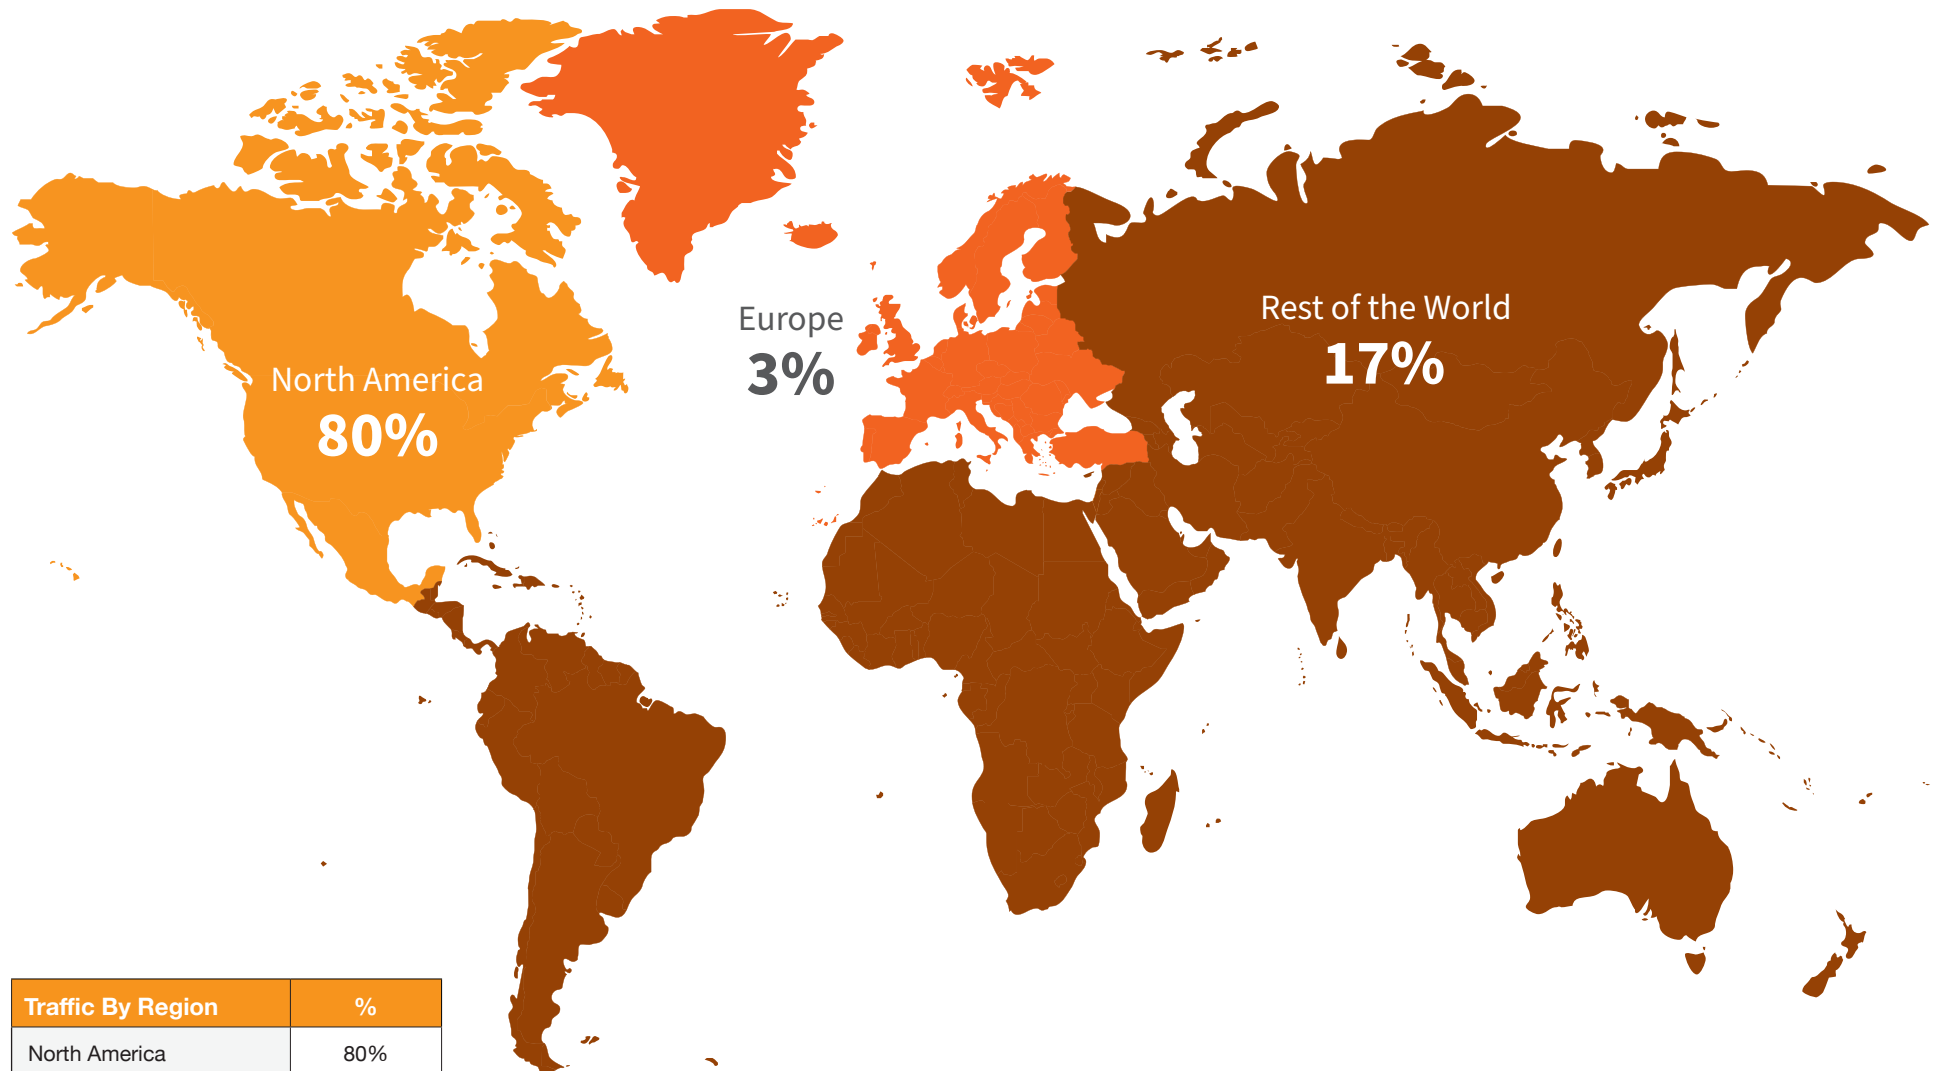 Europe
3%
Rest of the World
17%
North America
80%
Traffic By Region %
North America 80%